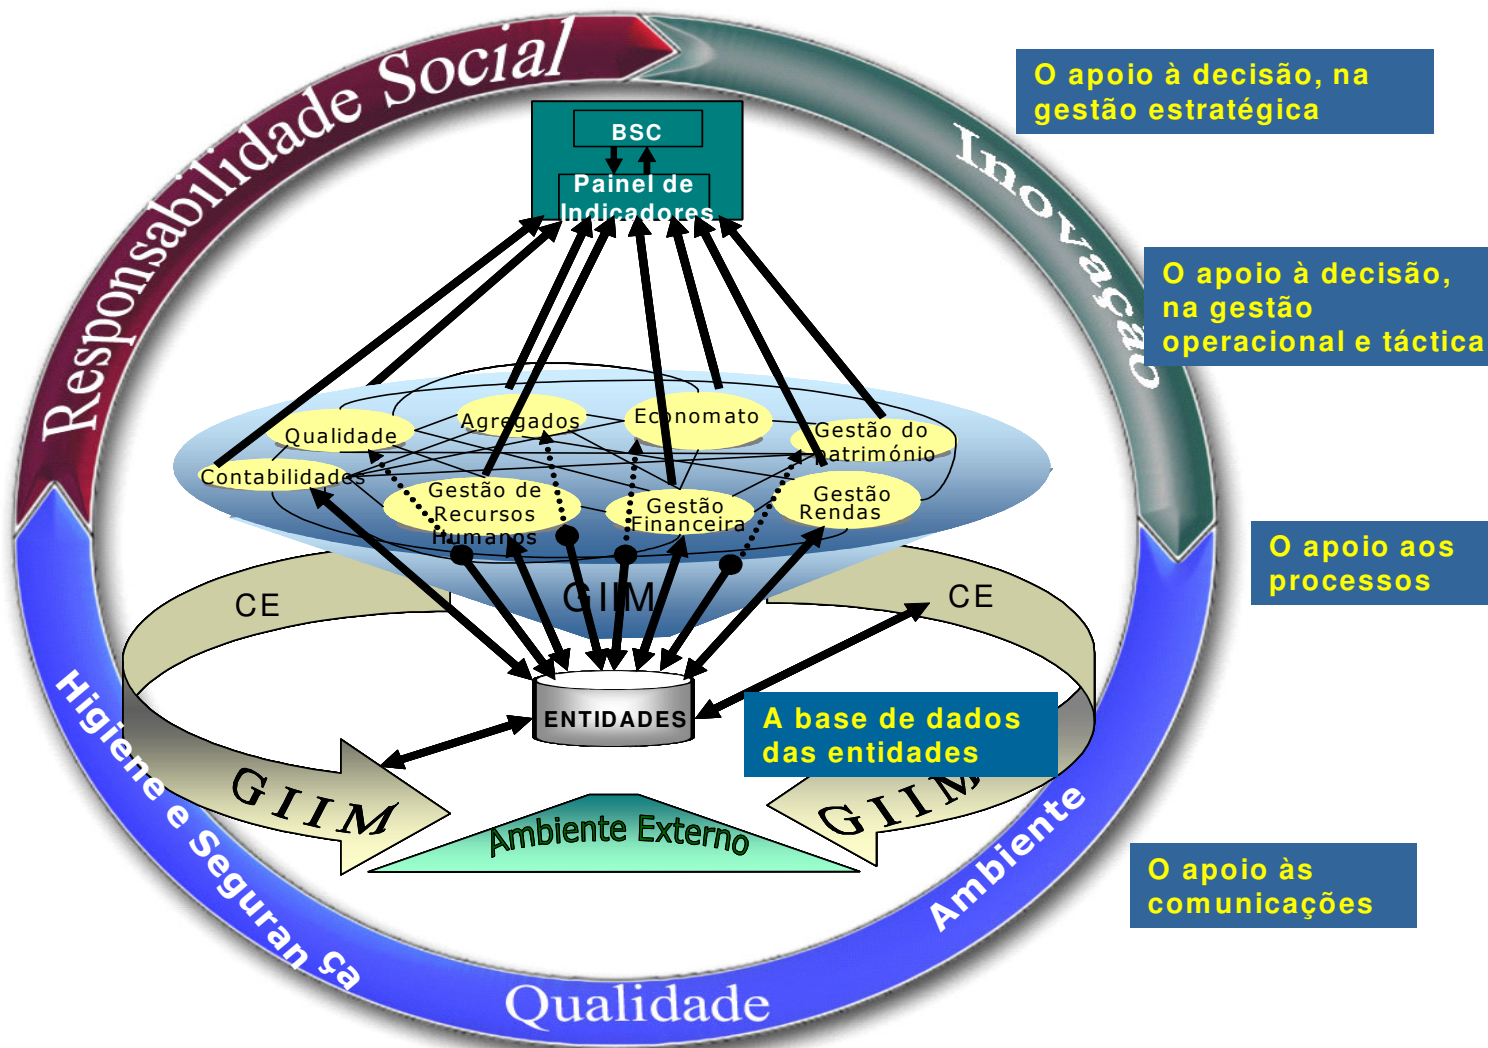 Responsabilidade Social
Inovação
O apoio à decisão, na
gestão estratégica
BSC
Painel de
Indicadores
O apoio à decisão,
na gestão
operacional e táctica
Qualidade
Agregados
Economato
Gestão do
património
Contabilidades
Gestão de
Recursos
Humanos
Gestão
Financeira
Gestão
Rendas
O apoio aos
processos
CE
GIIM
CE
ENTIDADES
A base de dados
das entidades
GIIM
GIIM
Ambiente Externo
Higiene e Seguran ça
Ambiente
O apoio às
comunicações
Qualidade